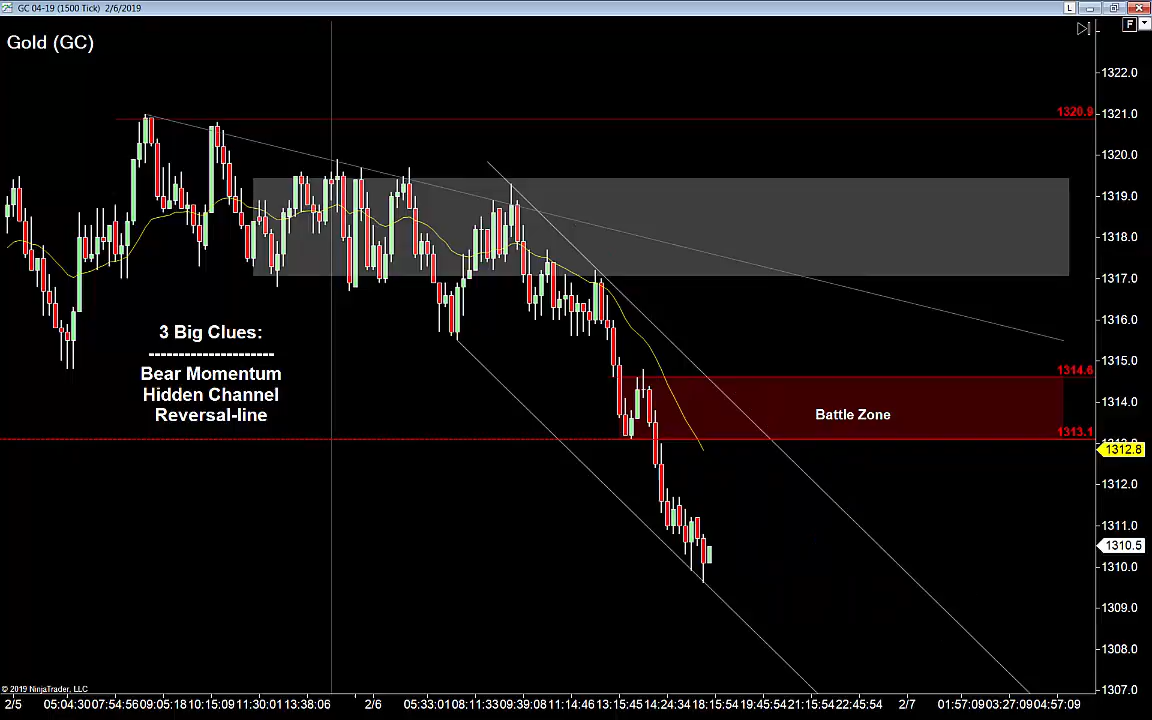 GC 04-19 (1500 Tick) 2/6/2019
L
F
Gold (GC)
1322.0
1320.9
1321.0
1320.0
1319.0
1318.0
1317.0
1316.0
3 Big Clues:
---------------------
Bear Momentum
Hidden Channel
Reversal-line
1315.0
1314.6
1314.0
Battle Zone
1313.1
1312.8
1312.0
1311.0
1310.5
1310.0
1309.0
1308.0
1307.0
© 2019 NinjaTrader, LLC
2/5 05:04:30 07:54:56 09:05:18 10:15:09 11:30:01 13:38:06 2/6 05:33:01 08:11:33 09:39:08 11:14:46 13:15:45 14:24:34 18:15:54 19:45:54 21:15:54 22:45:54 2/7 01:57:09 03:27:09 04:57:09